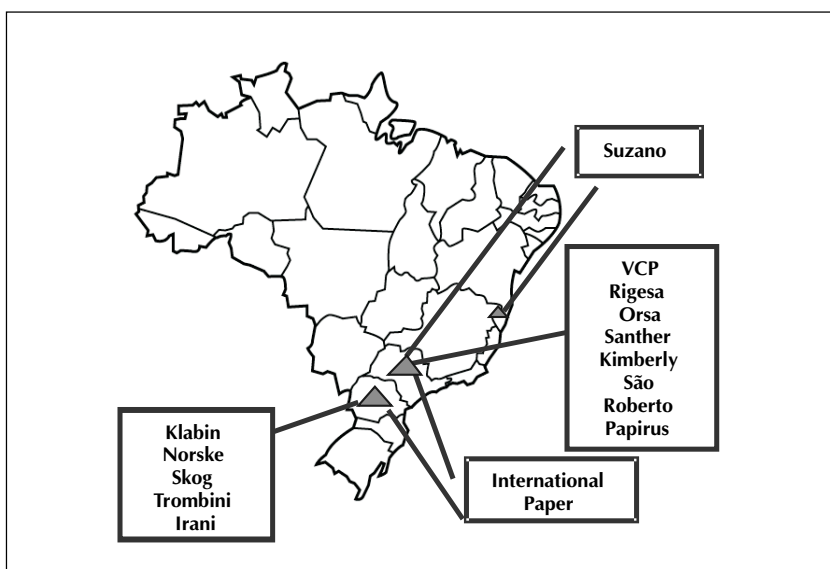 Suzano
VCP
Rigesa
Orsa
Santher
Kimberly
São
Roberto
Papirus
Klabin
Norske
Skog
Trombini
Irani
International
Paper